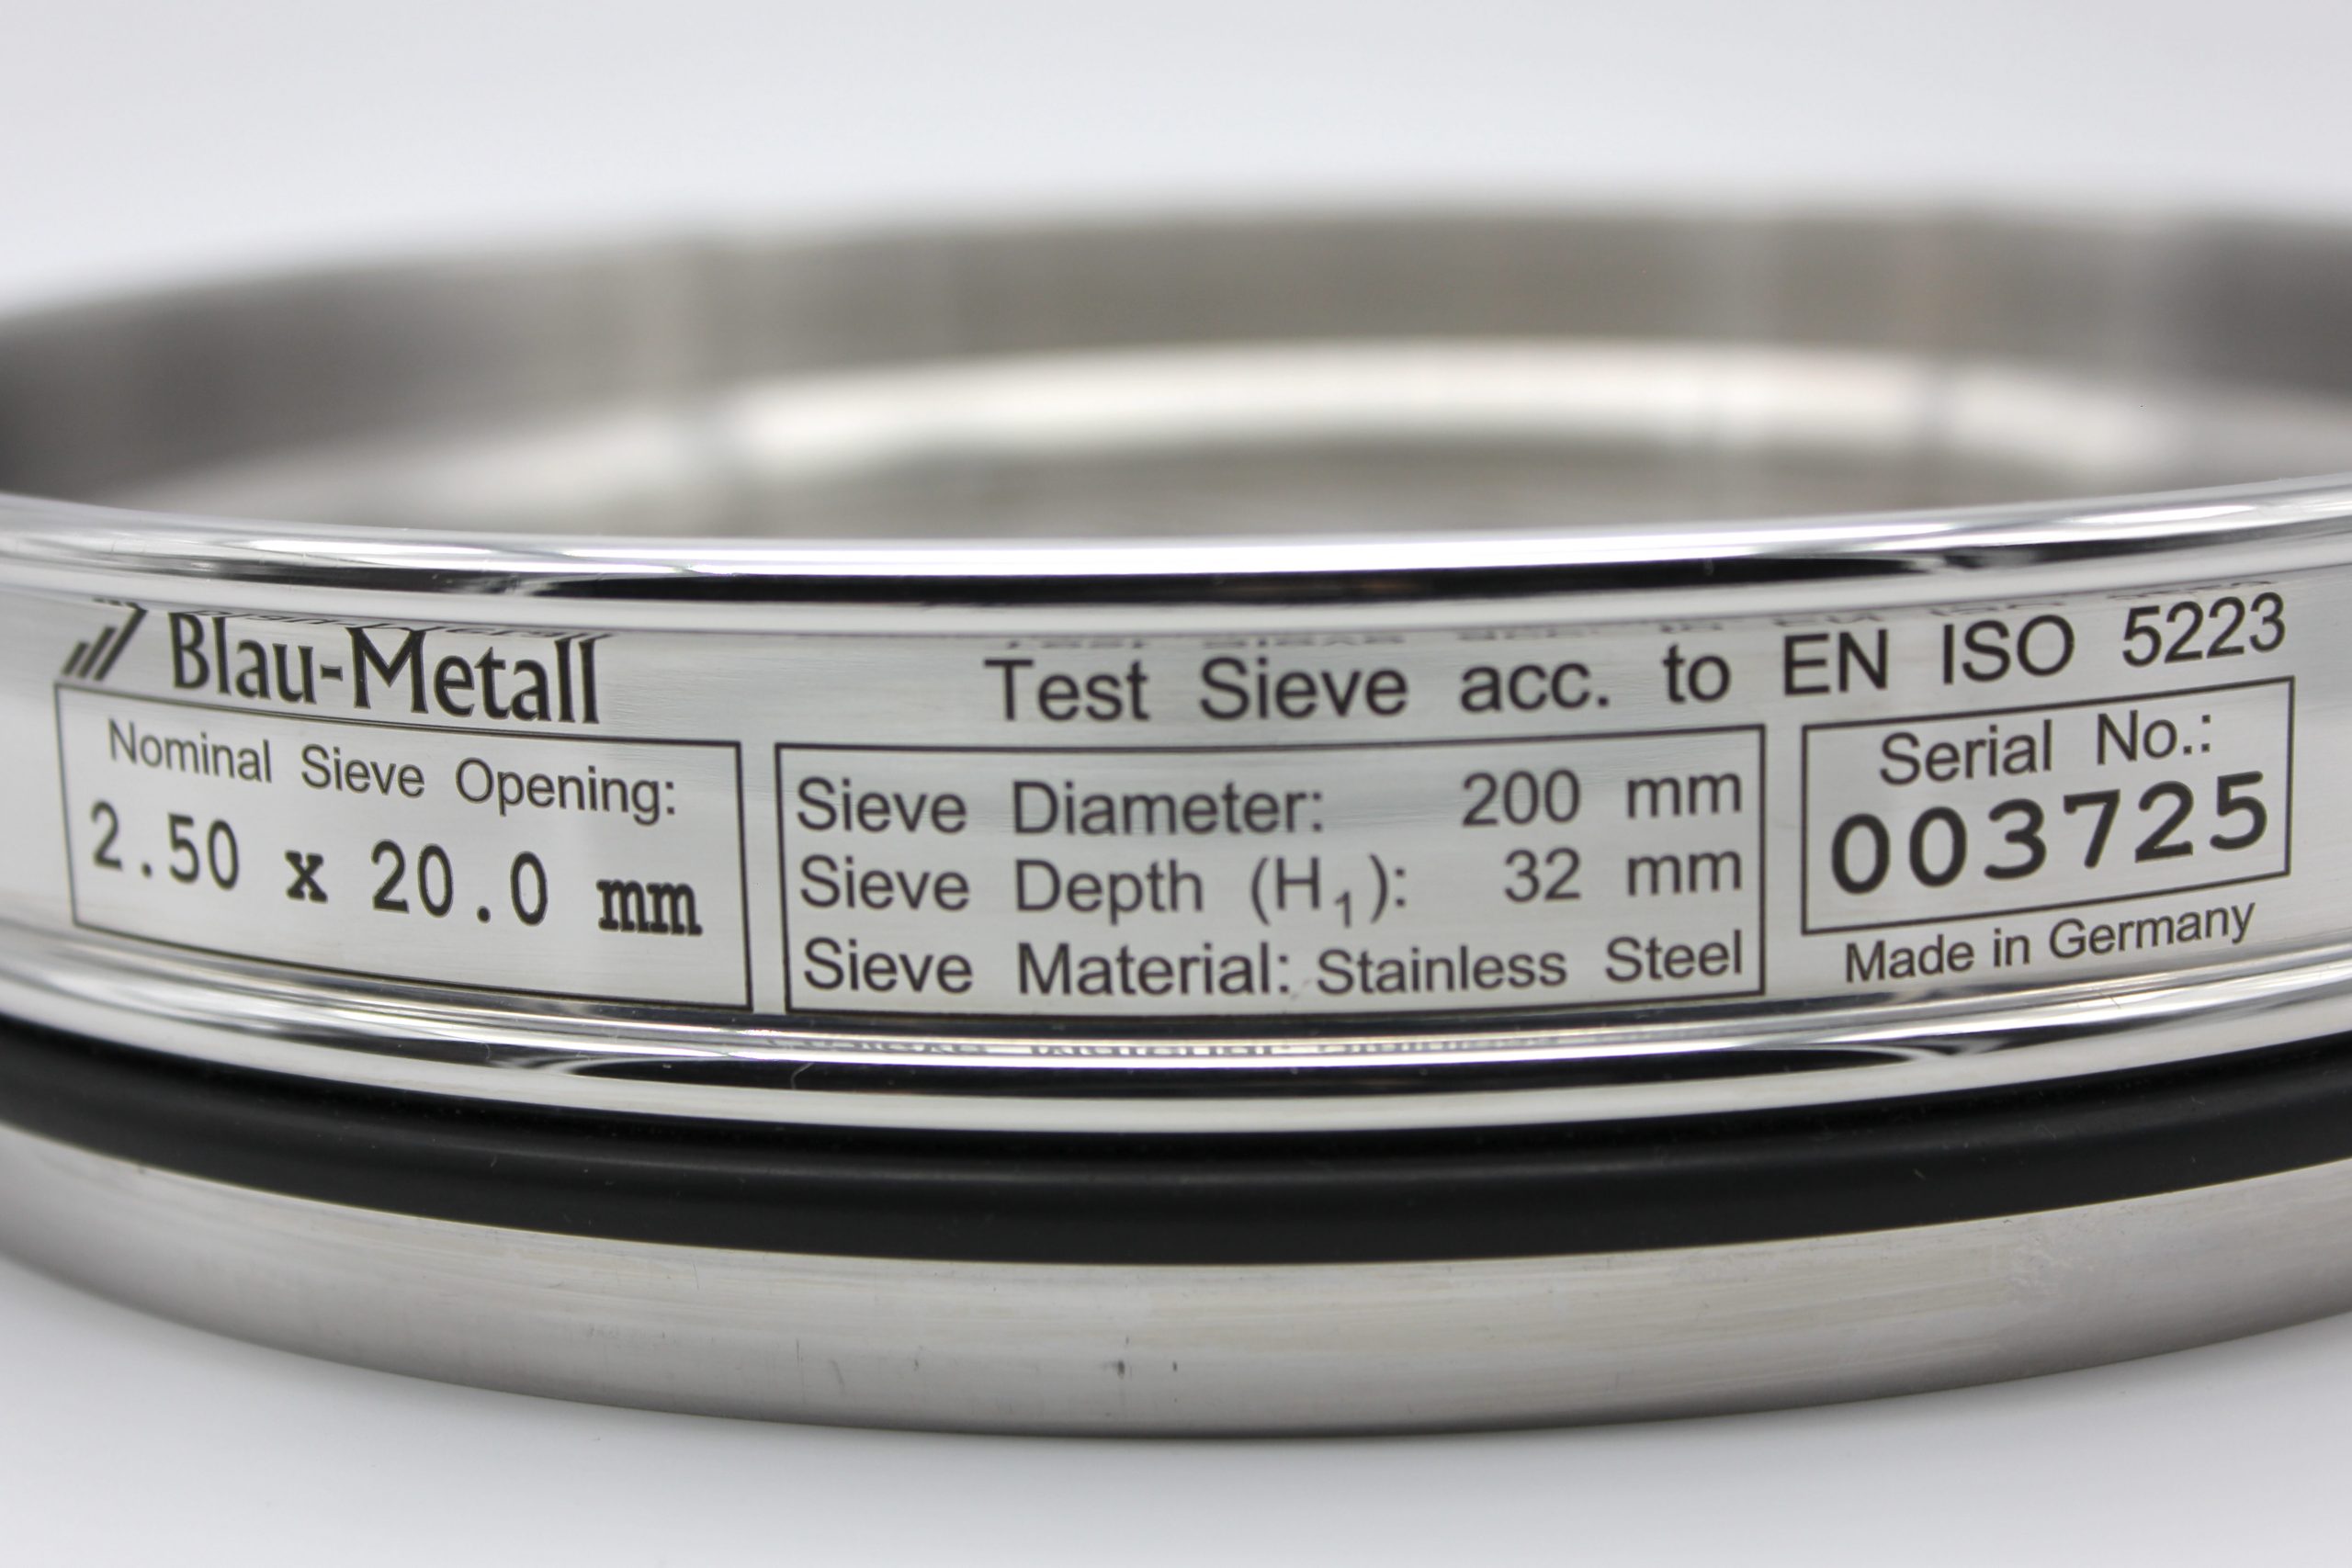 Blau-Metall
Test Sieve acc. to EN ISO 5223
Nominal Sieve Opening:
2.50 x 20.0 mm
Sieve Diameter: 200 mm
Sieve Depth (H₁): 32 mm
Sieve Material: Stainless Steel
Serial No.:
003725
Made in Germany